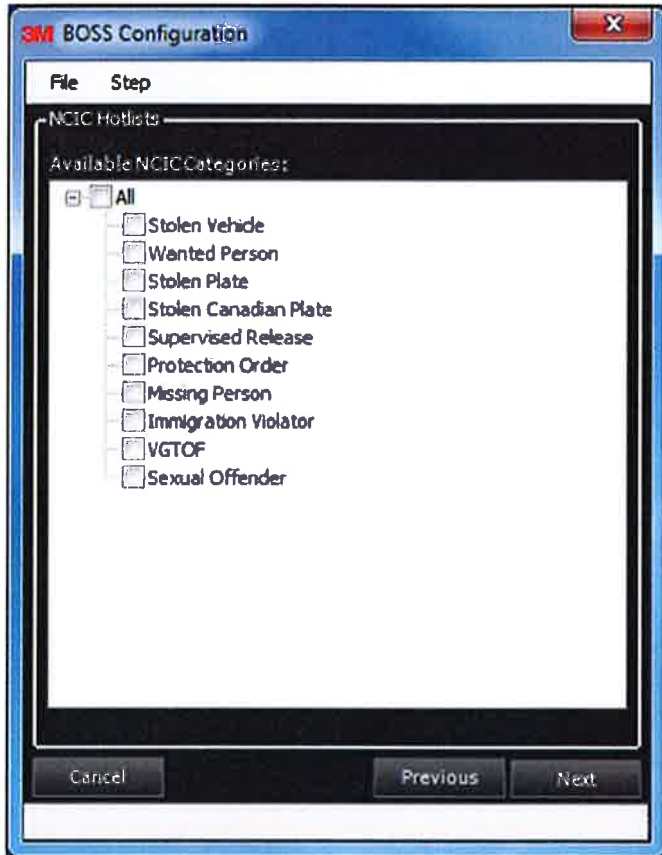 3M BOSS Configuration
File Step
NCIC Hotlists
Available NCIC Categories:
All
Stolen Vehicle
Wanted Person
Stolen Plate
Stolen Canadian Plate
Supervised Release
Protection Order
Missing Person
Immigration Violator
VGTOF
Sexual Offender
Cancel Previous Next